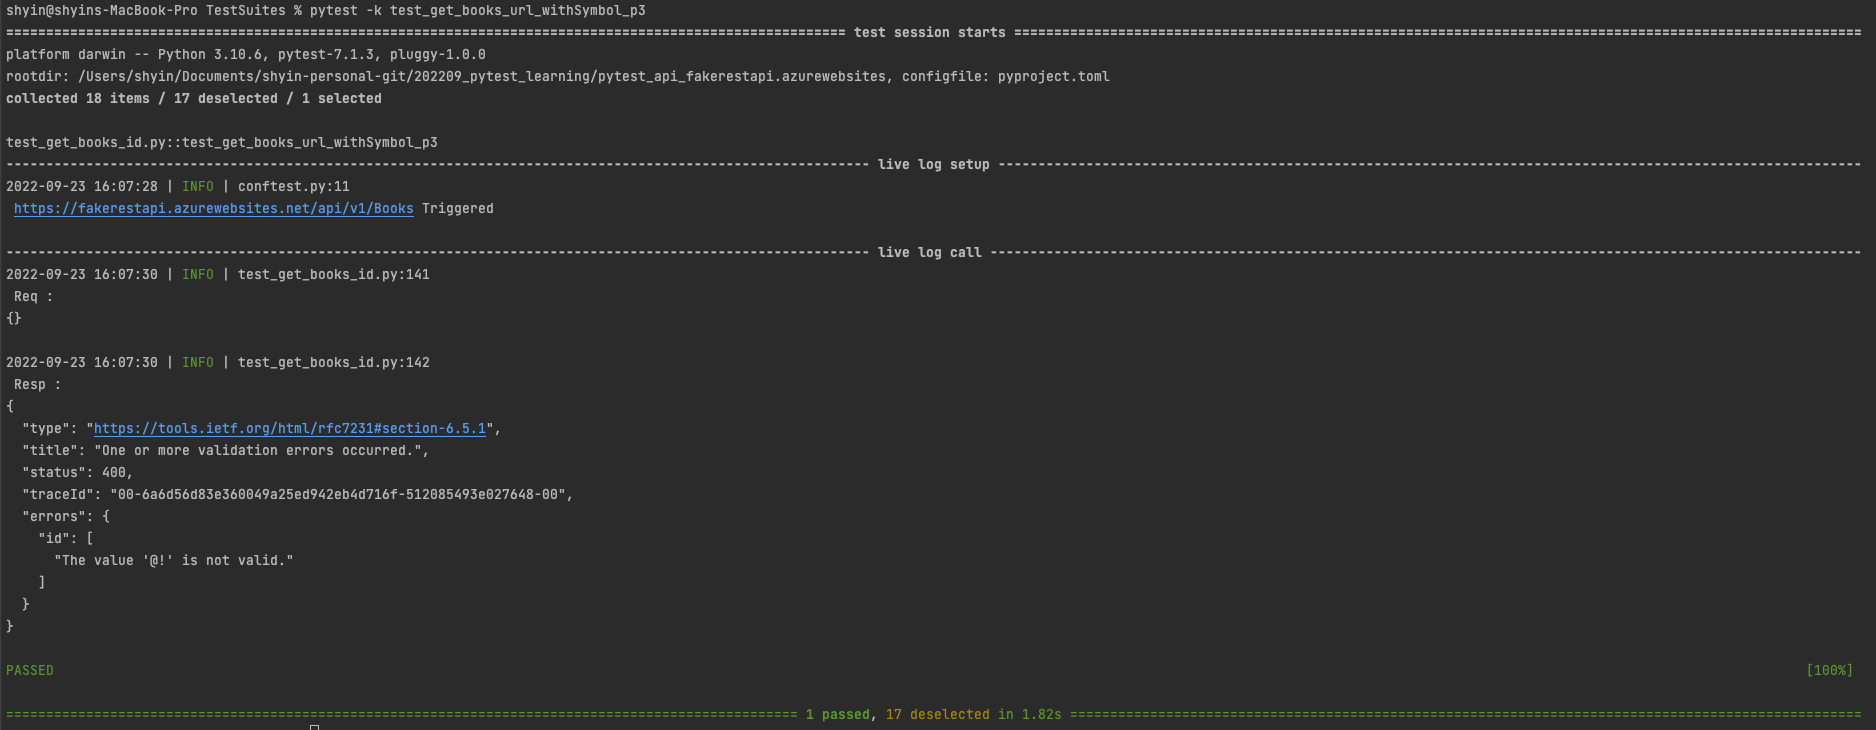 shyin@shyins-MacBook-Pro TestSuites % pytest -k test_get_books_url_withSymbol_p3
========================================================================================================= test session starts ==========================================================================================================
platform darwin -- Python 3.10.6, pytest-7.1.3, pluggy-1.0.0
rootdir: /Users/shyin/Documents/shyin-personal-git/202209_pytest_learning/pytest_api_fakerestapi.azurewebsites, configfile: pyproject.toml
collected 18 items / 17 deselected / 1 selected
test_get_books_id.py::test_get_books_url_withSymbol_p3
------------------------------------------------------------------------------------------------------------ live log setup ------------------------------------------------------------------------------------------------------------
2022-09-23 16:07:28 | INFO | conftest.py:11
https://fakerestapi.azurewebsites.net/api/v1/Books Triggered
------------------------------------------------------------------------------------------------------------ live log call -------------------------------------------------------------------------------------------------------------
2022-09-23 16:07:30 | INFO | test_get_books_id.py:141
Req :
{}
2022-09-23 16:07:30 | INFO | test_get_books_id.py:142
Resp :
{
"type": "https://tools.ietf.org/html/rfc7231#section-6.5.1",
"title": "One or more validation errors occurred.",
"status": 400,
"traceId": "00-6a6d56d83e360049a25ed942eb4d716f-512085493e027648-00",
"errors": {
"id": [
"The value '@!' is not valid."
]
}
}
PASSED [100%]
=================================================================================================== 1 passed, 17 deselected in 1.82s ===================================================================================================